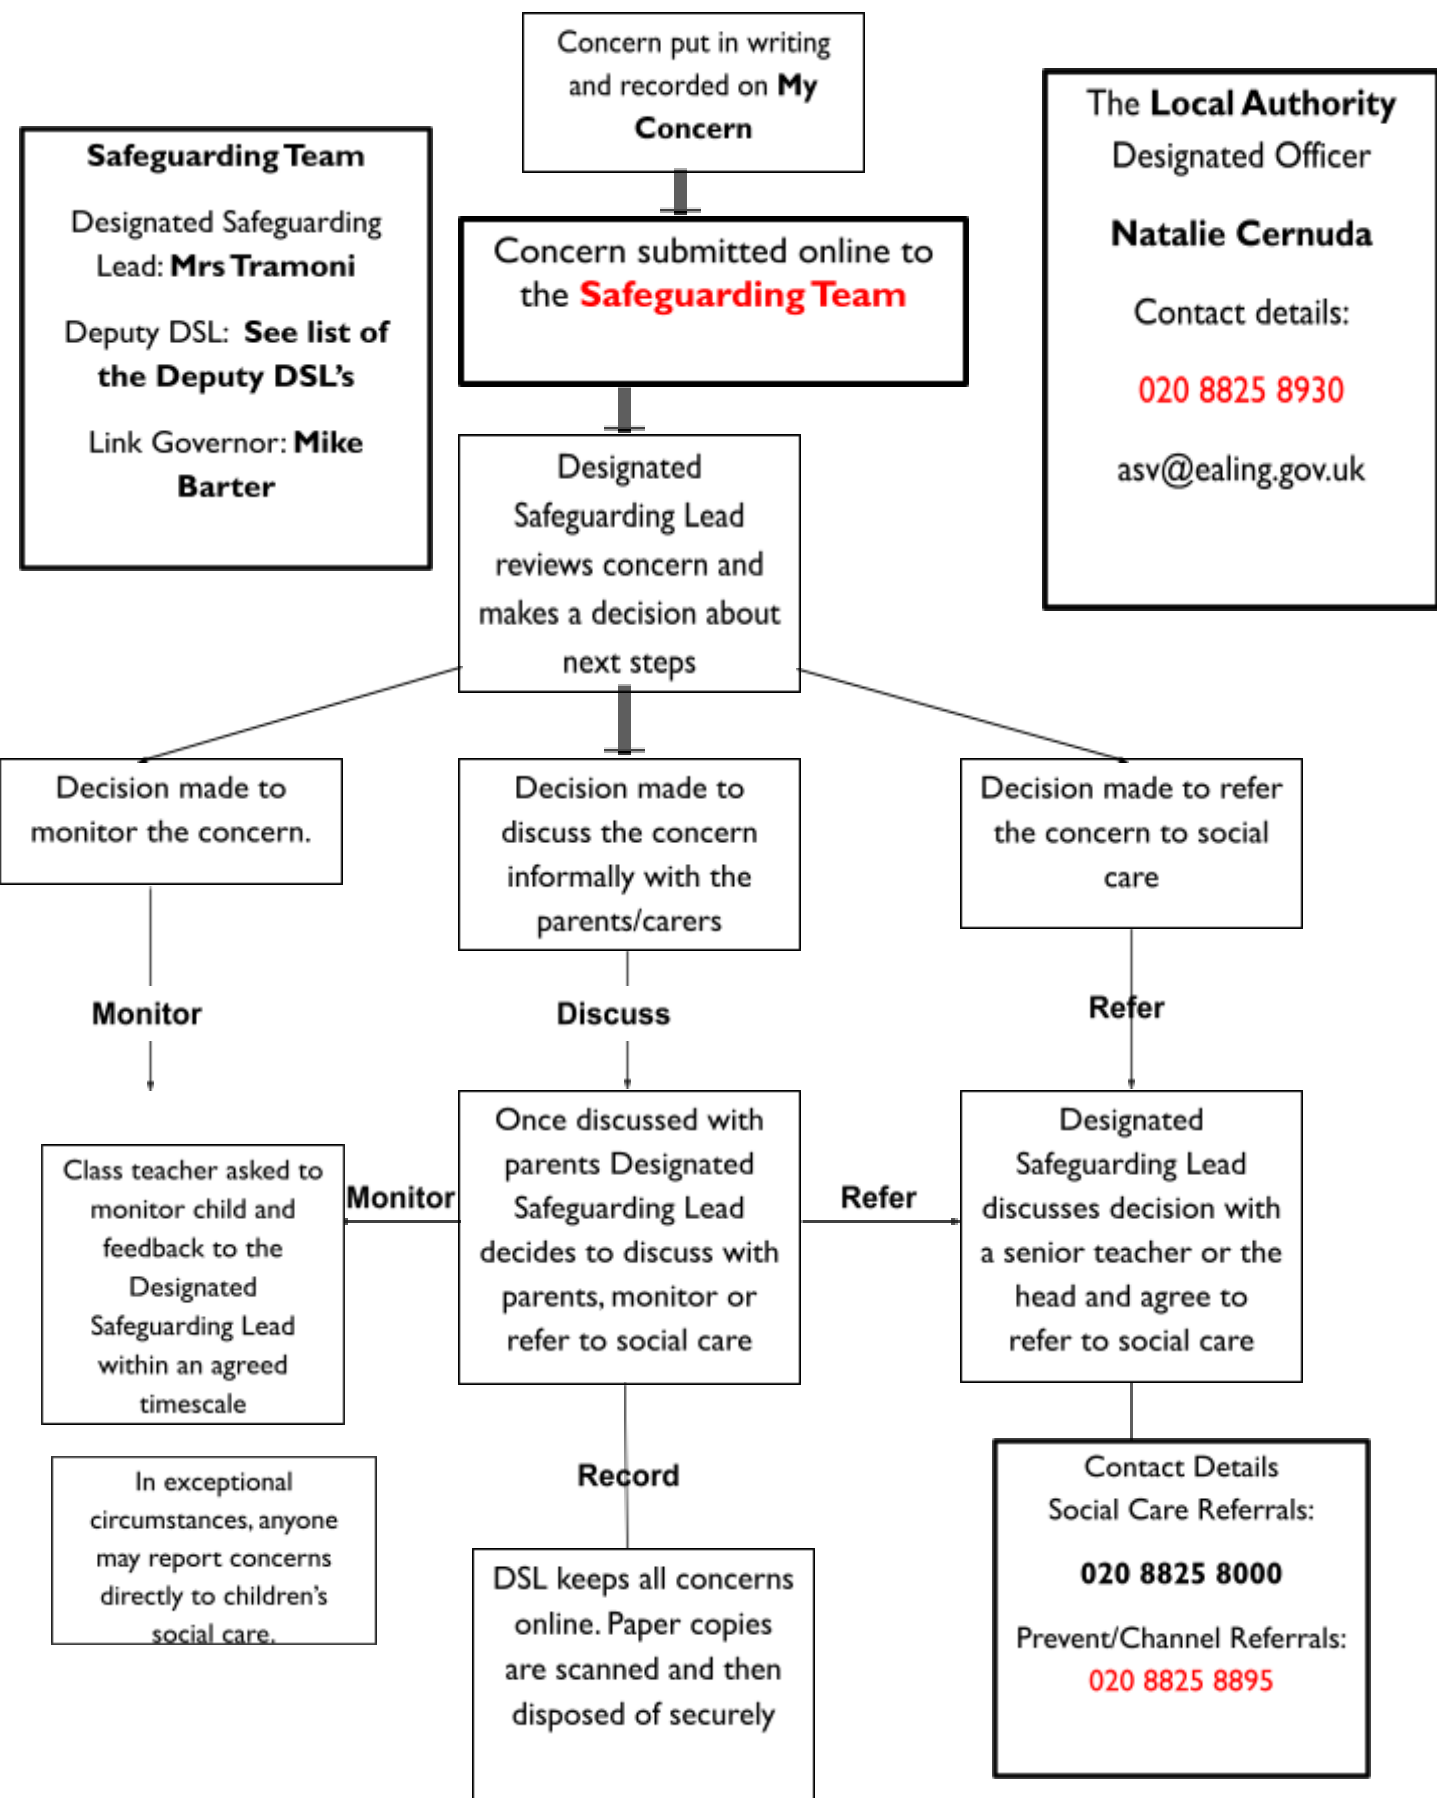 Concern put in writing
and recorded on My
Concern
Safeguarding Team
Designated Safeguarding
Lead: Mrs Tramoni
Deputy DSL: See list of
the Deputy DSL's
Link Governor: Mike
Barter
The Local Authority
Designated Officer
Natalie Cernuda
Contact details:
020 8825 8930
asv@ealing.gov.uk
Concern submitted online to
the Safeguarding Team
Designated
Safeguarding Lead
reviews concern and
makes a decision about
next steps
Decision made to
monitor the concern.
Decision made to
discuss the concern
informally with the
parents/carers
Decision made to refer
the concern to social
care
Monitor
Discuss
Refer
Class teacher asked to
monitor child and
feedback to the
Designated
Safeguarding Lead
within an agreed
timescale
Monitor
Once discussed with
parents Designated
Safeguarding Lead
decides to discuss with
parents, monitor or
refer to social care
Refer
Designated
Safeguarding Lead
discusses decision with
a senior teacher or the
head and agree to
refer to social care
In exceptional
circumstances, anyone
may report concerns
directly to children's
social care.
Record
DSL keeps all concerns
online. Paper copies
are scanned and then
disposed of securely
Contact Details
Social Care Referrals:
020 8825 8000
Prevent/Channel Referrals:
020 8825 8895